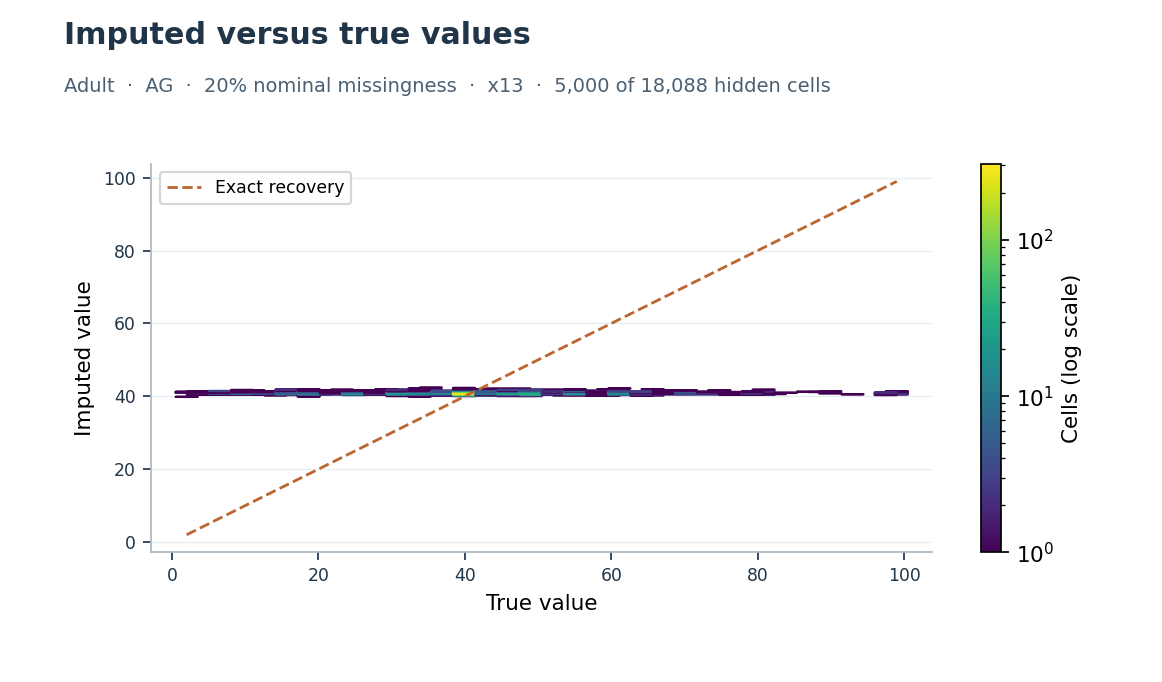 Imputed versus true values
Adult · AG · 20% nominal missingness · x13 · 5,000 of 18,088 hidden cells
Exact recovery
100
80
60
40
20
0
Imputed value
0 20 40 60 80 100
True value
10²
10¹
10⁰
Cells (log scale)